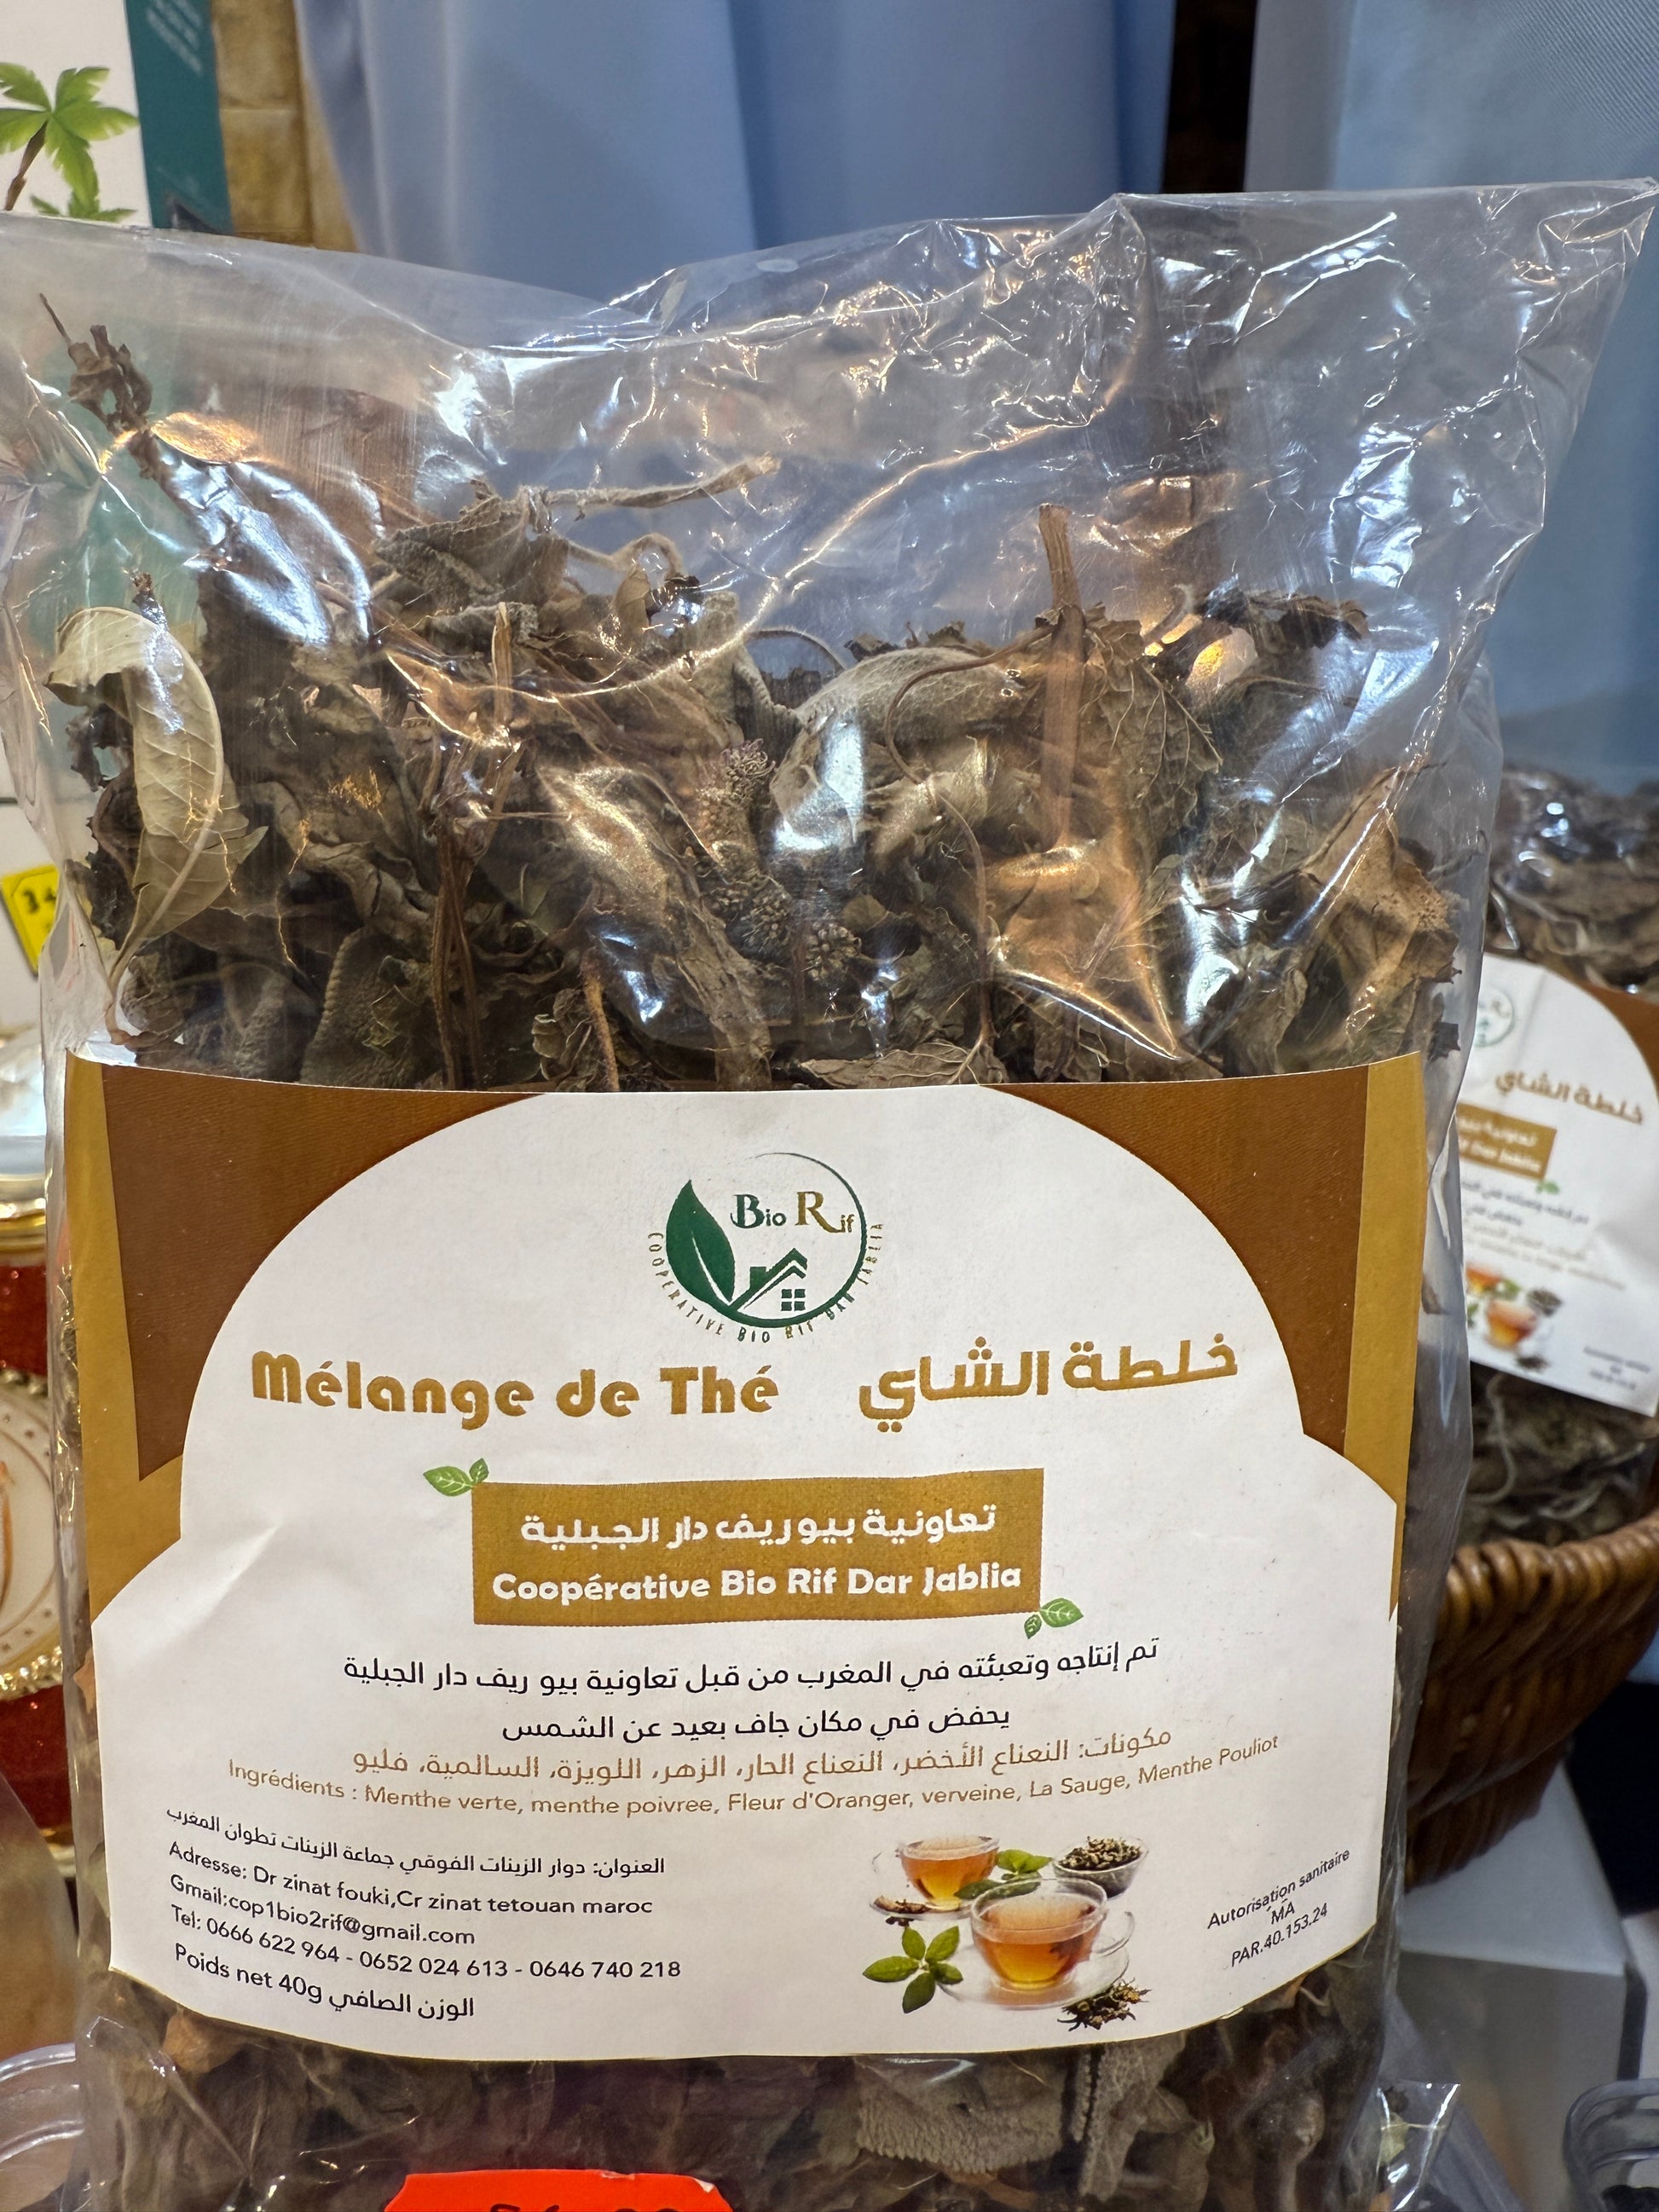 Bio Rif
COOPERATIVE BIO RIF DAR JABLIA
Mélange de Thé خلطة الشاي
تعاونية بيوريف دار الجبلية
Coopérative Bio Rif Dar Jablia
تم إنتاجه وتعبئته في المغرب من قبل تعاونية بيو ريف دار الجبلية
يحفض في مكان جاف بعيد عن الشمس
مكونات: النعناع الأخضر، النعناع الحار، الزهر، اللويزة، السالمية، فليو
Ingrédients : Menthe verte, menthe poivree, Fleur d'Oranger, verveine, La Sauge, Menthe Pouliot
العنوان: دوار الزينات الفوقي جماعة الزينات تطوان المغرب
Adresse: Dr zinat fouki,Cr zinat tetouan maroc
Gmail:cop1bio2rif@gmail.com
Tel: 0666 622 964 - 0652 024 613 - 0646 740 218
Poids net 40g الوزن الصافي
Autorisation sanitaire
MA
PAR.40.153.24
خلطة الشاي